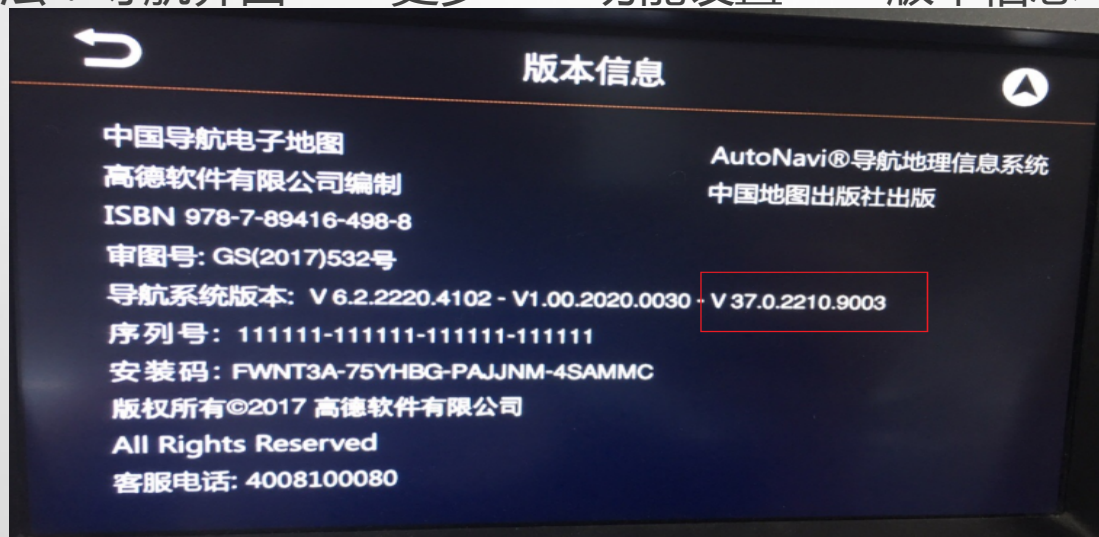 版本信息
中国导航电子地图
高德软件有限公司编制
ISBN 978-7-89416-498-8
审图号: GS(2017)532号
导航系统版本: V 6.2.2220.4102 - V1.00.2020.0030 - V 37.0.2210.9003
序列号: 111111-111111-111111-111111
安装码: FWNT3A-75YHBG-PAJJNM-4SAMMC
版权所有©2017 高德软件有限公司
All Rights Reserved
客服电话: 4008100080
AutoNavi®导航地理信息系统
中国地图出版社出版